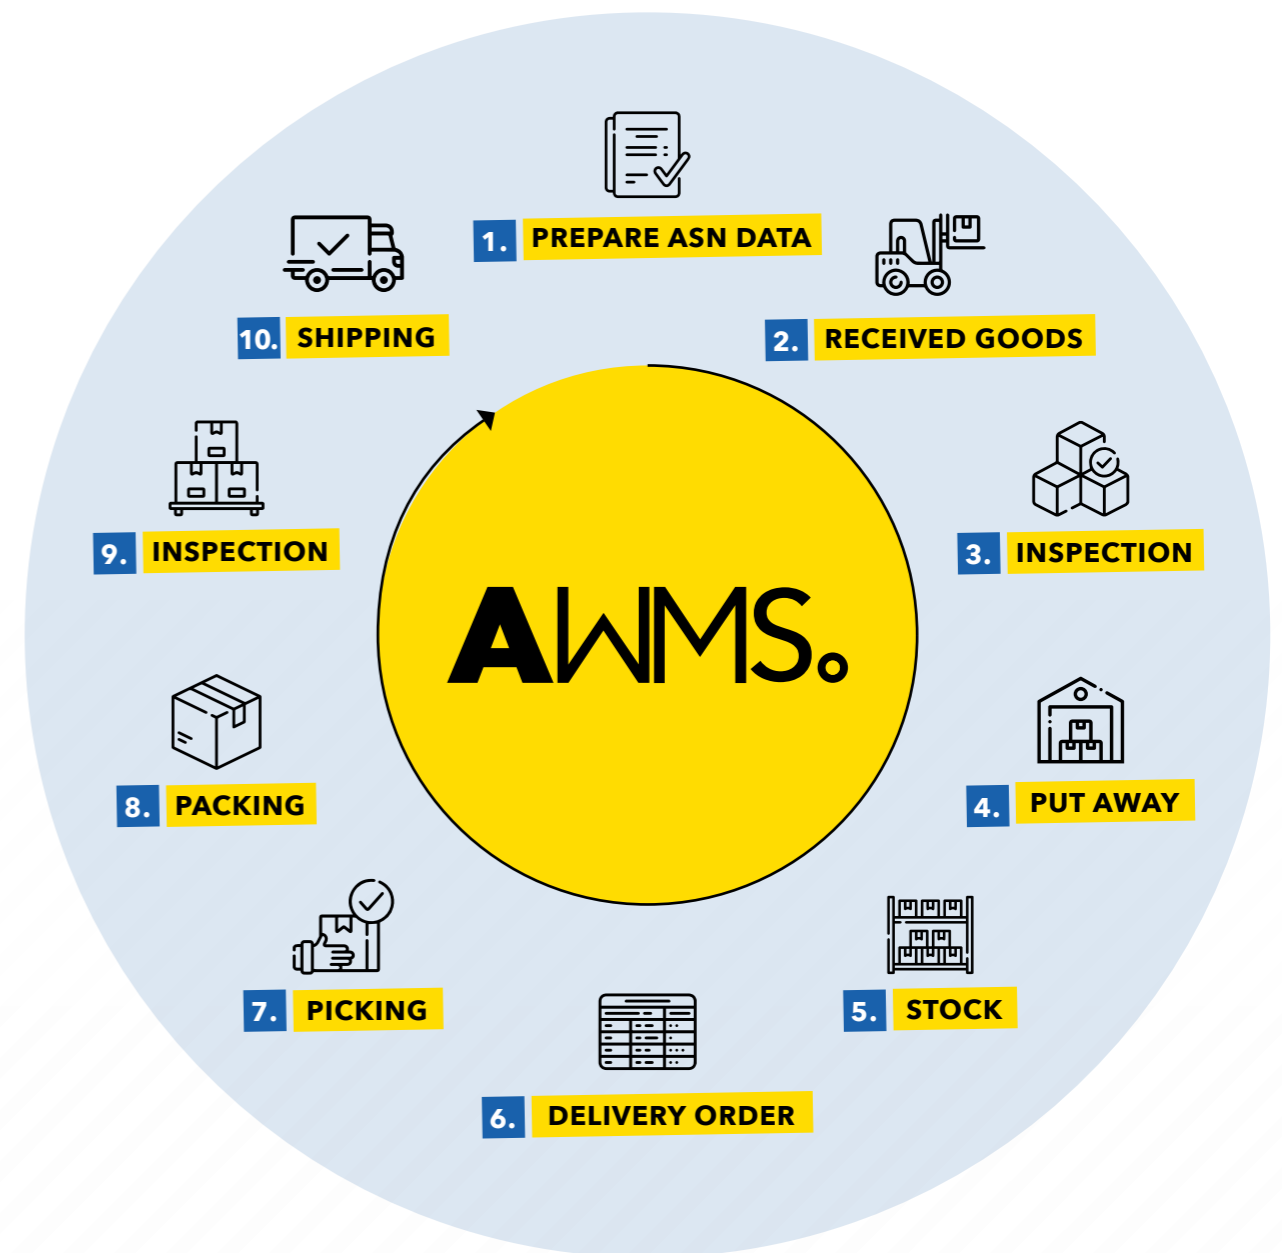 1. PREPARE ASN DATA
2. RECEIVED GOODS
3. INSPECTION
4. PUT AWAY
5. STOCK
6. DELIVERY ORDER
7. PICKING
8. PACKING
9. INSPECTION
10. SHIPPING
AWMS.